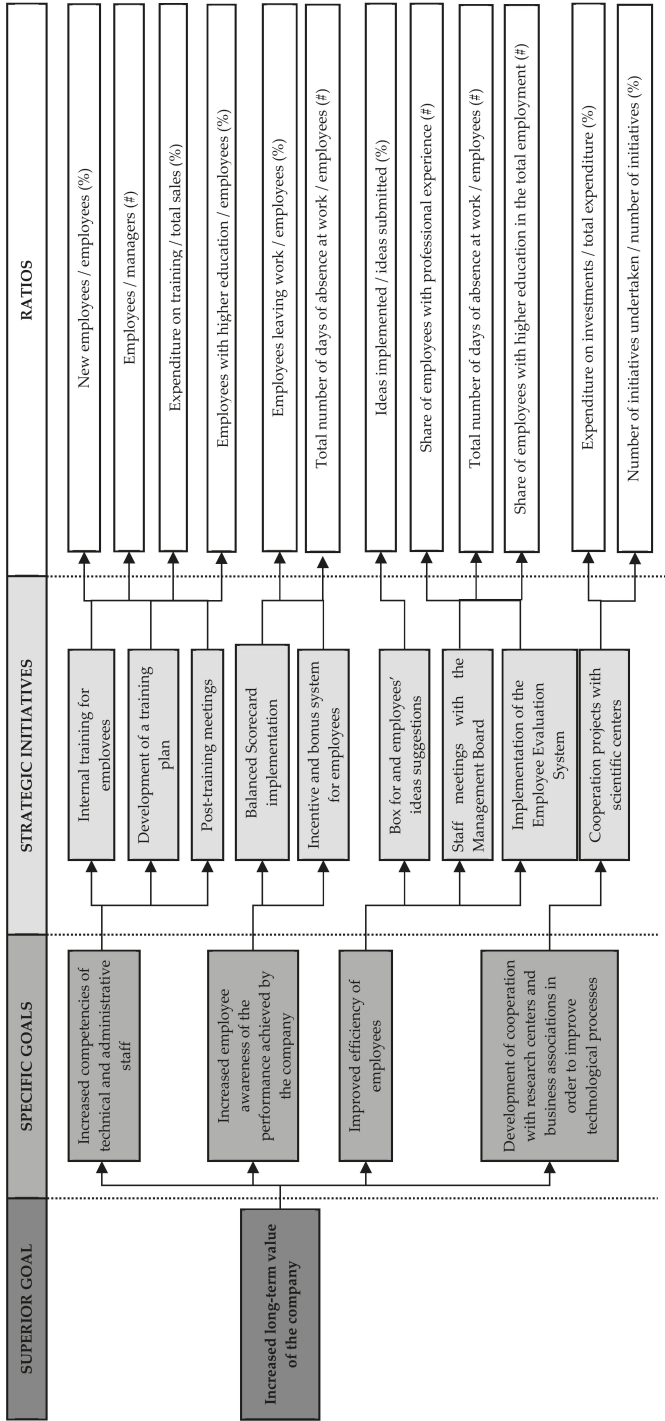 SUPERIOR GOAL
SPECIFIC GOALS
STRATEGIC INITIATIVES
RATIOS
Increased long-term value
of the company
Increased competencies of
technical and administrative
staff
Increased employee
awareness of the
performance achieved by
the company
Improved efficiency of
employees
Development of cooperation
with research centers and
business associations in
order to improve
technological processes
Internal training for
employees
Development of a training
plan
Post-training meetings
Balanced Scorecard
implementation
Incentive and bonus system
for employees
Box for and employees'
ideas suggestions
Staff meetings with the
Management Board
Implementation of the
Employee Evaluation
System
Cooperation projects with
scientific centers
New employees / employees (%)
Employees / managers (#)
Expenditure on training / total sales (%)
Employees with higher education / employees (%)
Employees leaving work / employees (%)
Total number of days of absence at work / employees (#)
Ideas implemented / ideas submitted (%)
Share of employees with professional experience (#)
Total number of days of absence at work / employees (#)
Share of employees with higher education in the total employment (#)
Expenditure on investments / total expenditure (%)
Number of initiatives undertaken / number of initiatives (%)